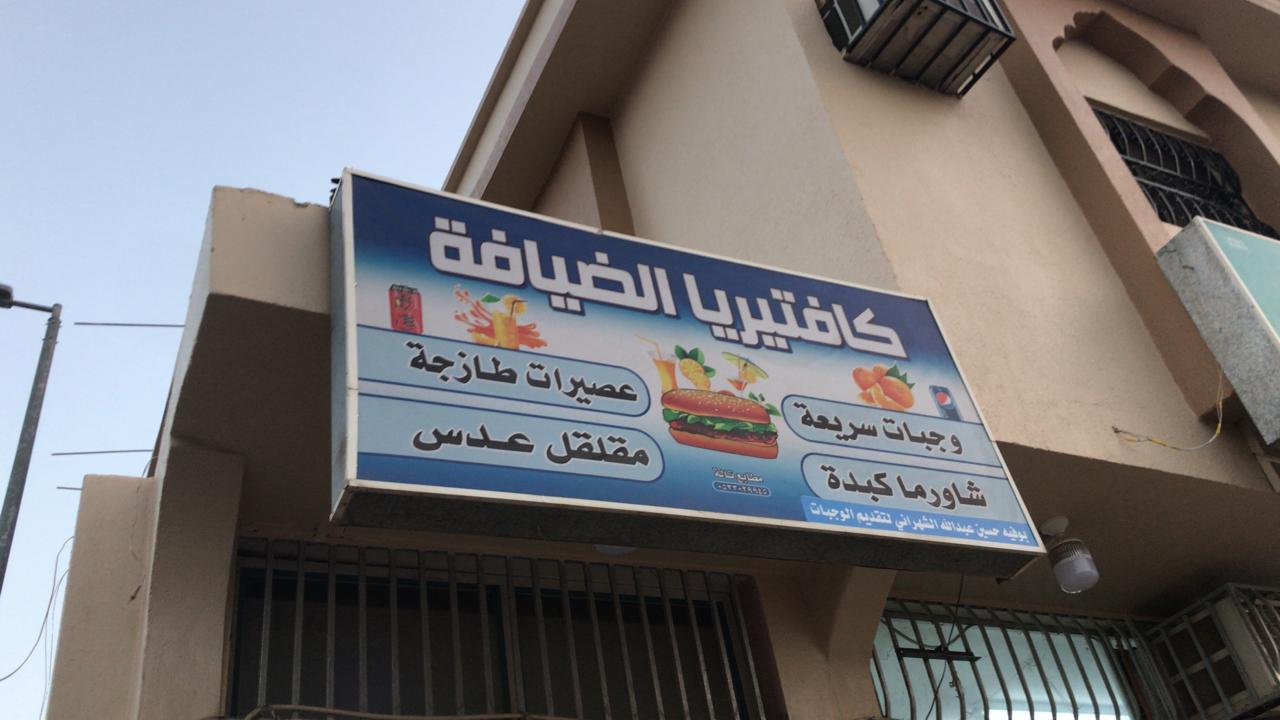 كافتيريا الضيافة
وجبات سريعة
عصيرات طازجة
شاورما كبدة
مقلقل عدس
بوفيه حسين عبدالله الشهراني لتقديم الوجبات